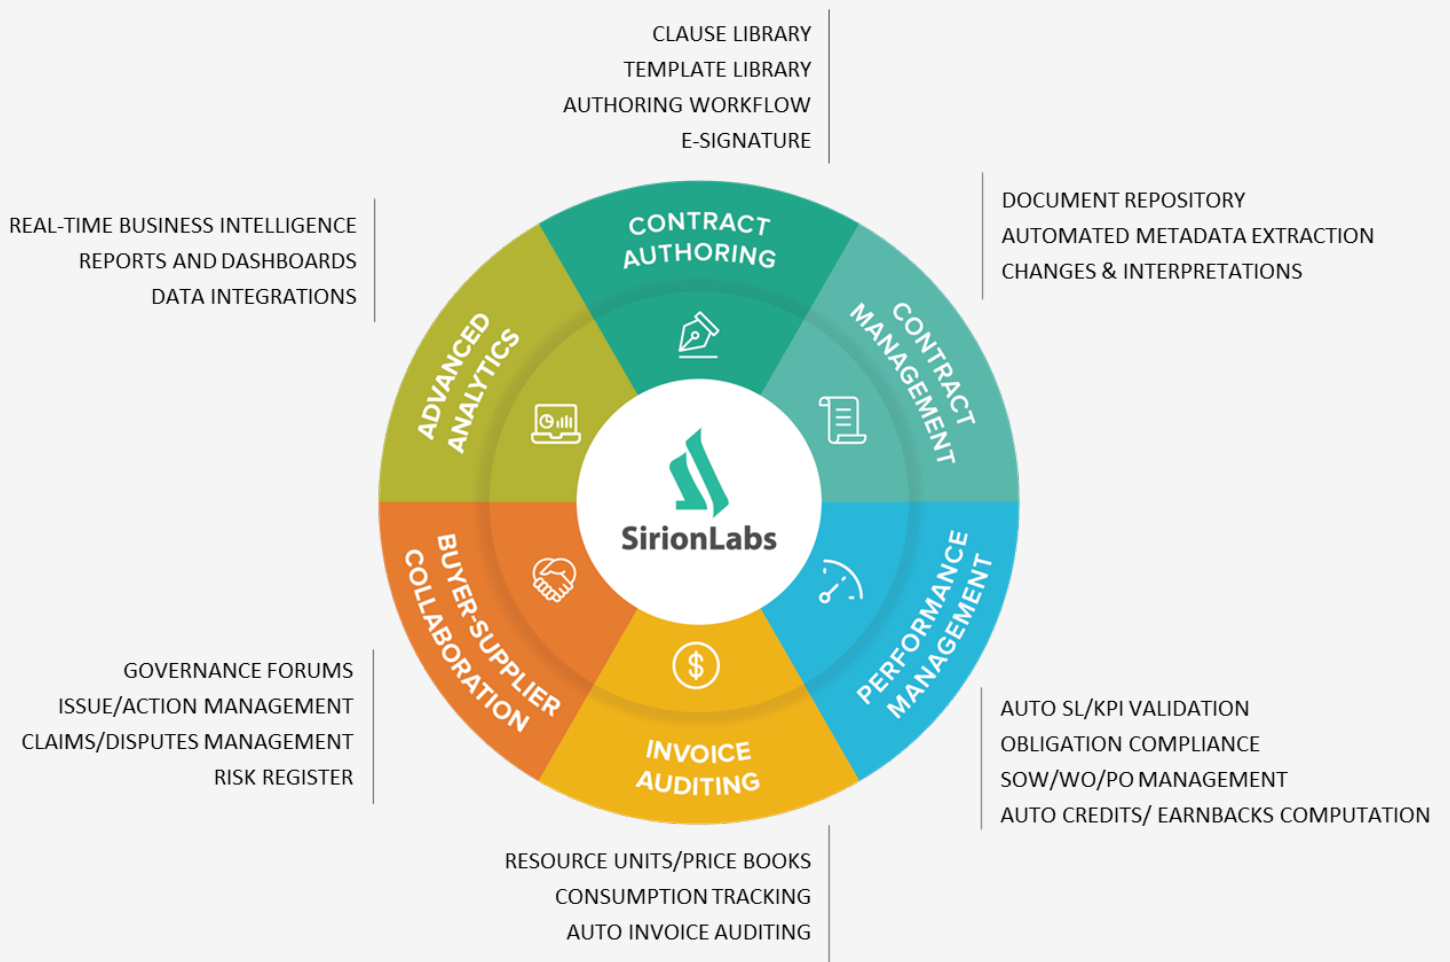 CLAUSE LIBRARY
TEMPLATE LIBRARY
AUTHORING WORKFLOW
E-SIGNATURE
CONTRACT
AUTHORING
DOCUMENT REPOSITORY
AUTOMATED METADATA EXTRACTION
CHANGES & INTERPRETATIONS
CONTRACT
MANAGEMENT
REAL-TIME BUSINESS INTELLIGENCE
REPORTS AND DASHBOARDS
DATA INTEGRATIONS
ADVANCED
ANALYTICS
SirionLabs
PERFORMANCE
MANAGEMENT
AUTO SL/KPI VALIDATION
OBLIGATION COMPLIANCE
SOW/WO/PO MANAGEMENT
AUTO CREDITS/ EARNBACKS COMPUTATION
BUYER-SUPPLIER
COLLABORATION
GOVERNANCE FORUMS
ISSUE/ACTION MANAGEMENT
CLAIMS/DISPUTES MANAGEMENT
RISK REGISTER
$
INVOICE
AUDITING
RESOURCE UNITS/PRICE BOOKS
CONSUMPTION TRACKING
AUTO INVOICE AUDITING